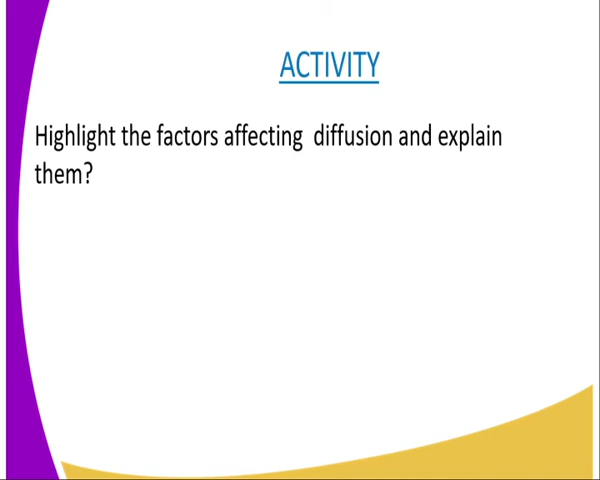 ACTIVITY
Highlight the factors affecting  diffusion and explain
them?